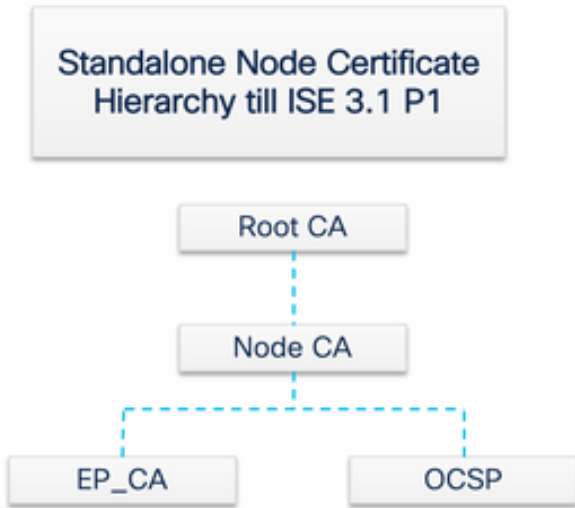 Standalone Node Certificate
Hierarchy till ISE 3.1 P1
Root CA
Node CA
EP_CA
OCSP